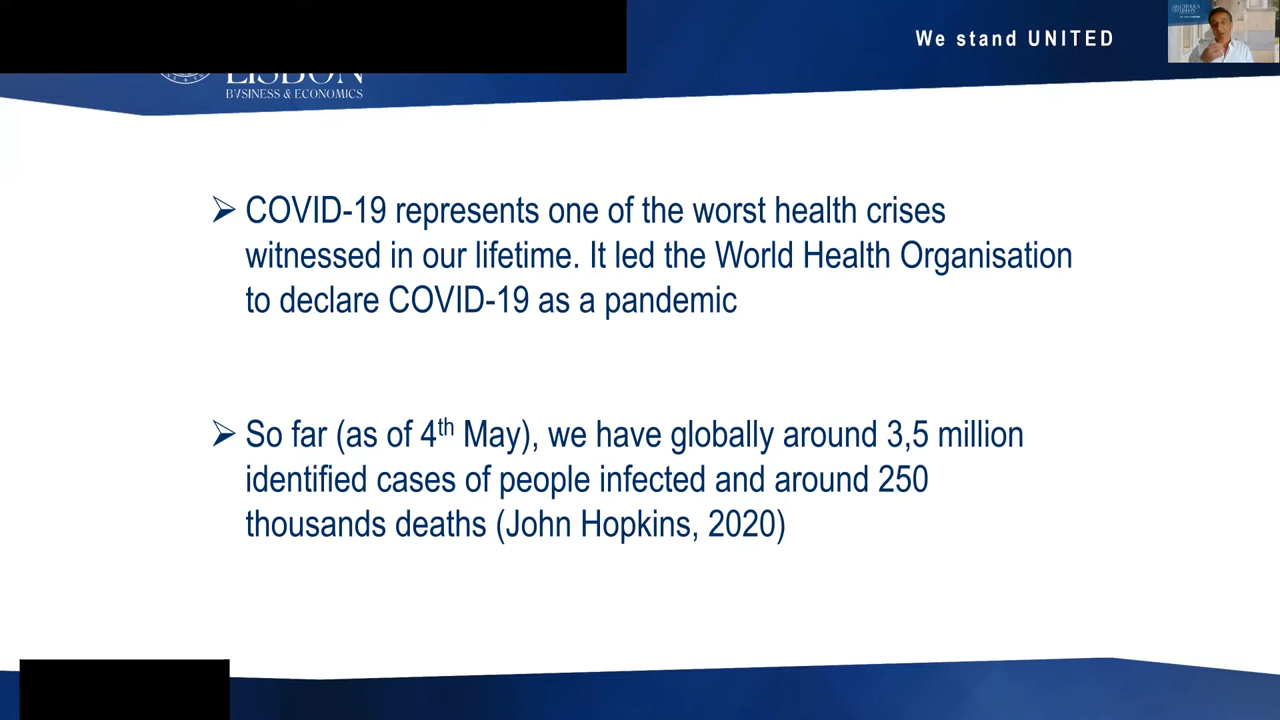 We stand UNITED
LISBON
BUSINESS & ECONOMICS
➢ COVID-19 represents one of the worst health crises
witnessed in our lifetime. It led the World Health Organisation
to declare COVID-19 as a pandemic
➢ So far (as of 4th May), we have globally around 3,5 million
identified cases of people infected and around 250
thousands deaths (John Hopkins, 2020)